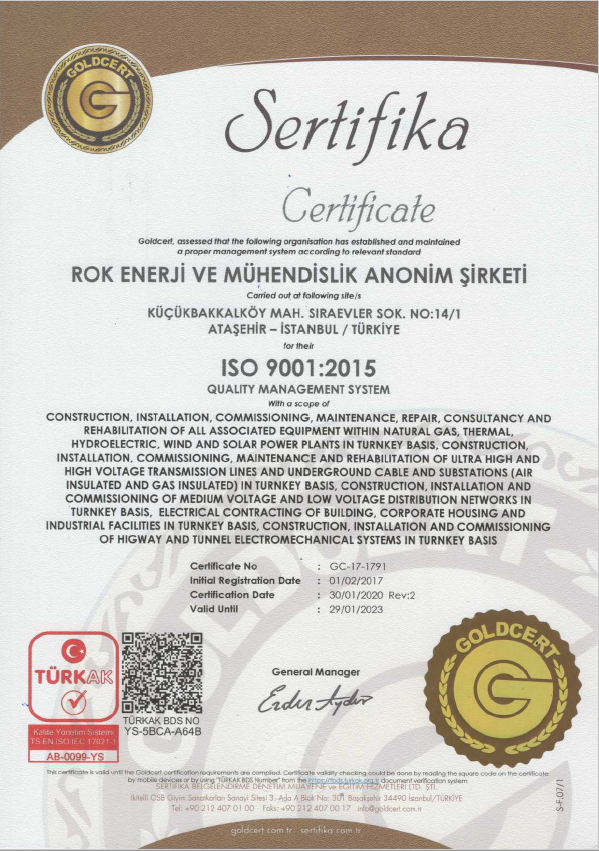 GOLDCERT
Sertifika
Certificate
Goldcert, assessed that the following organisation has established and maintained
a proper management system according to relevant standard
ROK ENERJİ VE MÜHENDİSLİK ANONİM ŞİRKETİ
Carried out at following site/s
KÜÇÜKBAKKALKÖY MAH. SIRAEVLER SOK. NO:14/1
ATAŞEHİR – İSTANBUL / TÜRKİYE
for their
ISO 9001:2015
QUALITY MANAGEMENT SYSTEM
With a scope of
CONSTRUCTION, INSTALLATION, COMMISSIONING, MAINTENANCE, REPAIR, CONSULTANCY AND
REHABILITATION OF ALL ASSOCIATED EQUIPMENT WITHIN NATURAL GAS, THERMAL,
HYDROELECTRIC, WIND AND SOLAR POWER PLANTS IN TURNKEY BASIS, CONSTRUCTION,
INSTALLATION, COMMISSIONING, MAINTENANCE AND REHABILITATION OF ULTRA HIGH AND
HIGH VOLTAGE TRANSMISSION LINES AND UNDERGROUND CABLE AND SUBSTATIONS (AIR
INSULATED AND GAS INSULATED) IN TURNKEY BASIS, CONSTRUCTION, INSTALLATION AND
COMMISSIONING OF MEDIUM VOLTAGE AND LOW VOLTAGE DISTRIBUTION NETWORKS IN
TURNKEY BASIS, ELECTRICAL CONTRACTING OF BUILDING, CORPORATE HOUSING AND
INDUSTRIAL FACILITIES IN TURNKEY BASIS, CONSTRUCTION, INSTALLATION AND COMMISSIONING
OF HIGWAY AND TUNNEL ELECTROMECHANICAL SYSTEMS IN TURNKEY BASIS
Certificate No : GC-17-1791
Initial Registration Date : 01/02/2017
Certification Date : 30/01/2020 Rev:2
Valid Until : 29/01/2023
TÜRKAK
Kalite Yönetim Sistemi
TS EN ISO IEC 17021-1
AB-0099-YS
TÜRKAK BDS NO
YS-5BCA-A64B
General Manager
GOLDCERT
This certificate is valid until the Goldcert certification requirements are complied. Certificate validity checking could be done by reading the square code on the certificate
by mobile devices or by using "TÜRKAK BDS Number" from the https://tbds.turkak.org.tr document verification system
SERTİFİKA BELGELENDİRME DENETİM MUAYENE ve EĞİTİM HİZMETLERİ LTD. ŞTİ.
İkitelli OSB Giyim Sanatkarları Sanayi Sitesi 3. Ada A Blok No: 301 Başakşehir 34490 İstanbul/TÜRKİYE
Tel: +90 212 407 01 00 Faks: +90 212 407 00 17 info@goldcert.com.tr
goldcert.com.tr sertifika.com.tr
S-F.07/1